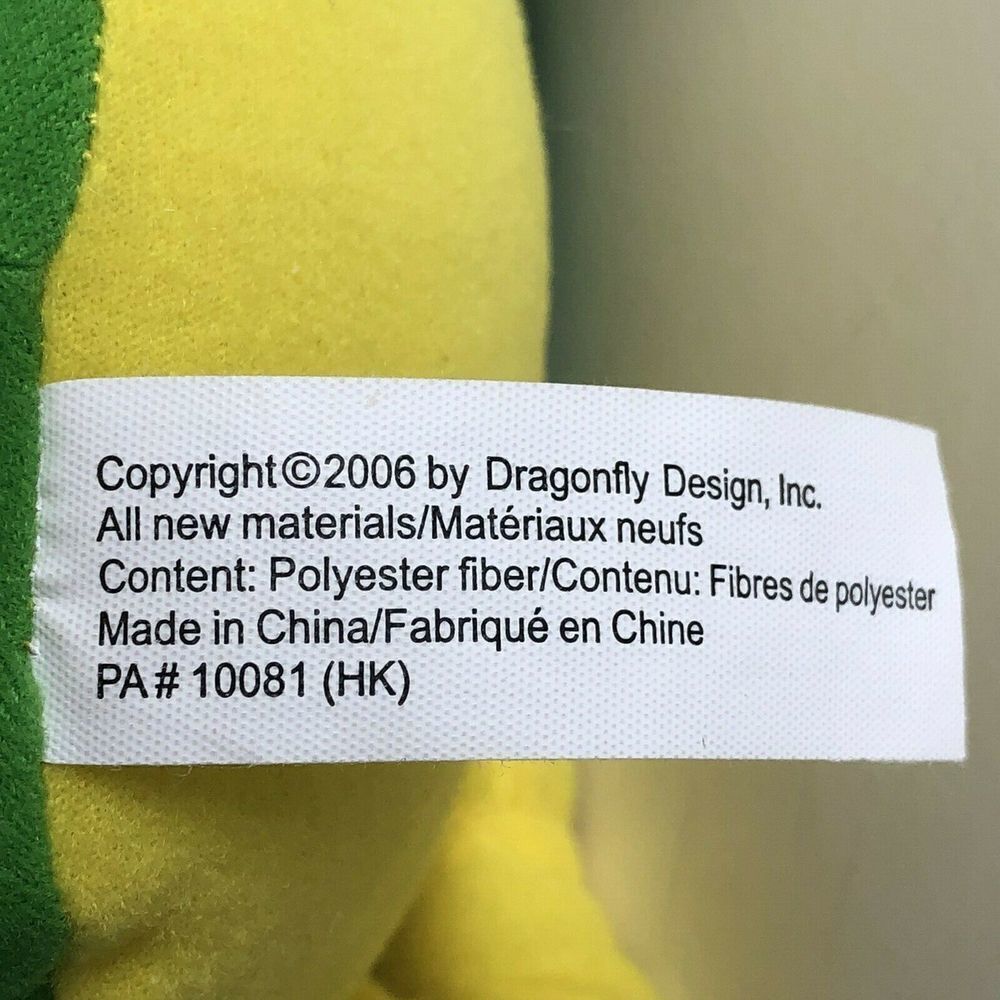 Copyright©2006 by Dragonfly Design, Inc.
All new materials/Matériaux neufs
Content: Polyester fiber/Contenu: Fibres de polyester
Made in China/Fabriqué en Chine
PA# 10081 (HK)